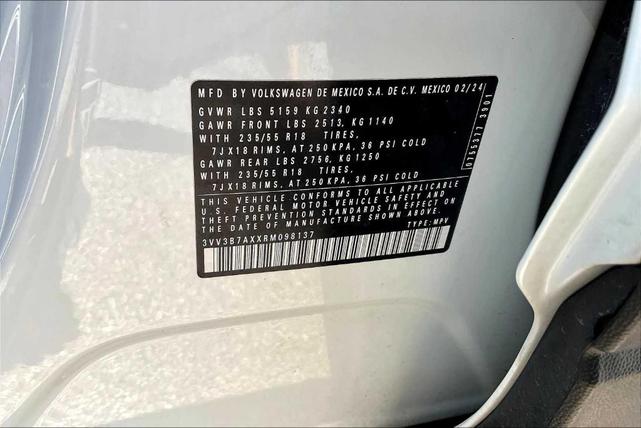 MFD BY VOLKSWAGEN DE MEXICO S.A. DE C.V. MEXICO 02/24
GVWR LBS 5159 KG 2340
GAWR FRONT LBS 2513, KG 1140
WITH 235/55 R18 TIRES,
7JX18 RIMS, AT 250 KPA, 36 PSI COLD
GAWR REAR LBS 2756, KG 1250
WITH 235/55 R18 TIRES,
7JX18 RIMS, AT 250 KPA, 36 PSI COLD
THIS VEHICLE CONFORMS TO ALL APPLICABLE
U.S. FEDERAL MOTOR VEHICLE SAFETY AND
THEFT PREVENTION STANDARDS IN EFFECT ON
THE DATE OF MANUFACTURE SHOWN ABOVE.
3VV3B7AXXRM098137 TYPE: MPV
0755377 3901